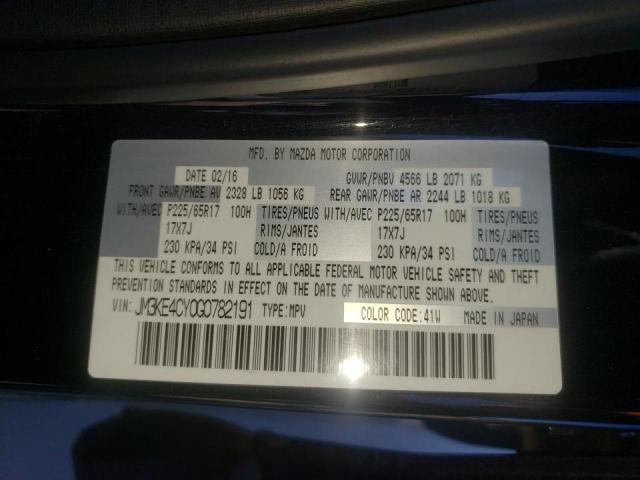 MFD. BY MAZDA MOTOR CORPORATION
DATE 02/16 GVWR/PNBV 4566 LB 2071 KG
FRONT GAWR/PNBE AV 2328 LB 1056 KG REAR GAWR/PNBE AR 2244 LB 1018 KG
WITH/AVEC P225/65R17 100H TIRES/PNEUS WITH/AVEC P225/65R17 100H TIRES/PNEUS
17X7J RIMS/JANTES 17X7J RIMS/JANTES
230 KPA/34 PSI COLD/A FROID 230 KPA/34 PSI COLD/A FROID
THIS VEHICLE CONFORMS TO ALL APPLICABLE FEDERAL MOTOR VEHICLE SAFETY AND THEFT
PREVENTION STANDARDS IN EFFECT ON THE DATE OF MANUFACTURE SHOWN ABOVE.
VIN: JM3KE4CY0G0782191 TYPE:MPV COLOR CODE:41W MADE IN JAPAN